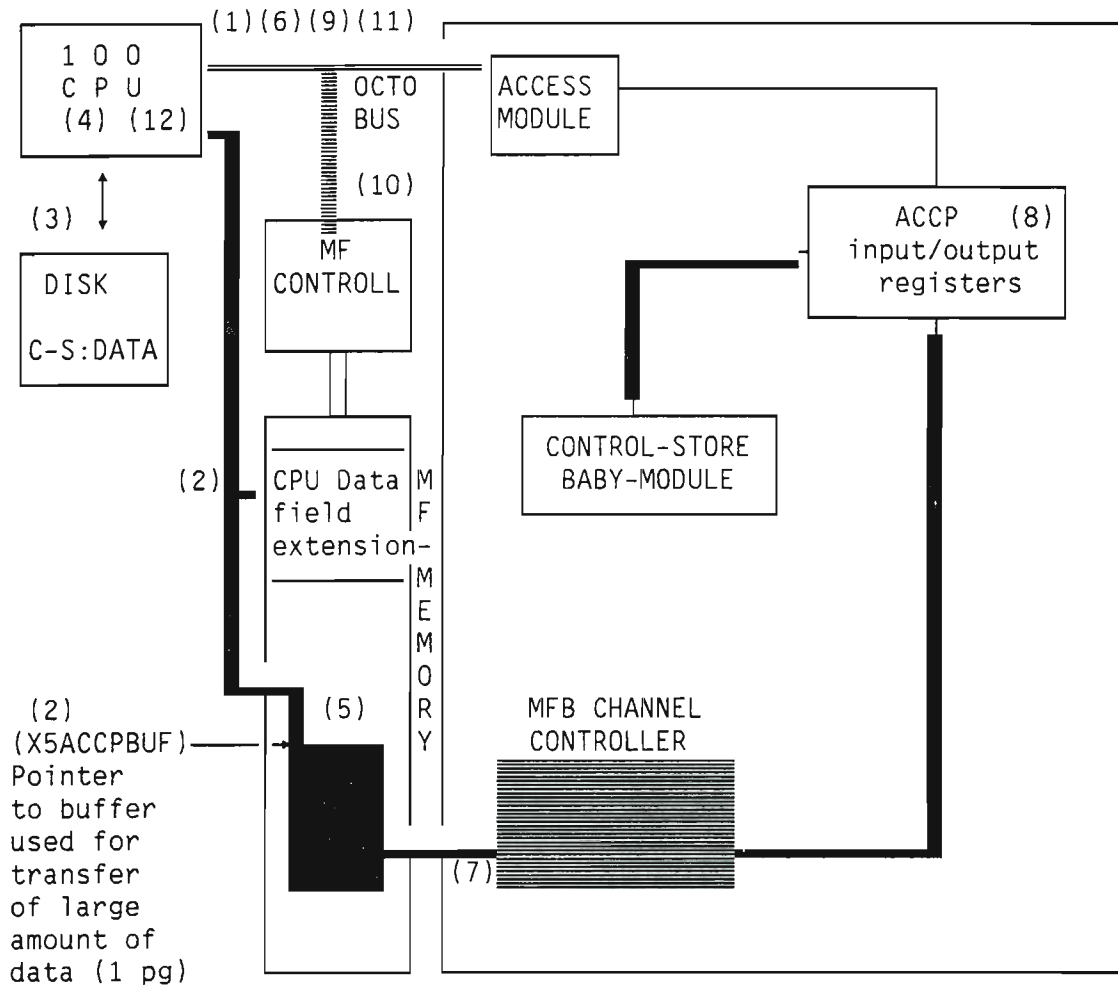 (1)(6)(9)(11)
1 0 0
C P U
(4) (12)
OCTO
BUS
ACCESS
MODULE
(3)
(10)
DISK
C-S:DATA
MF
CONTROLL
ACCP (8)
input/output
registers
CONTROL-STORE
BABY-MODULE
(2)
CPU Data
field
extension-
MF-MEMORY
(2)
(X5ACCPBUF)
Pointer
to buffer
used for
transfer
of large
amount of
data (1 pg)
(5)
MFB CHANNEL
CONTROLLER
(7)